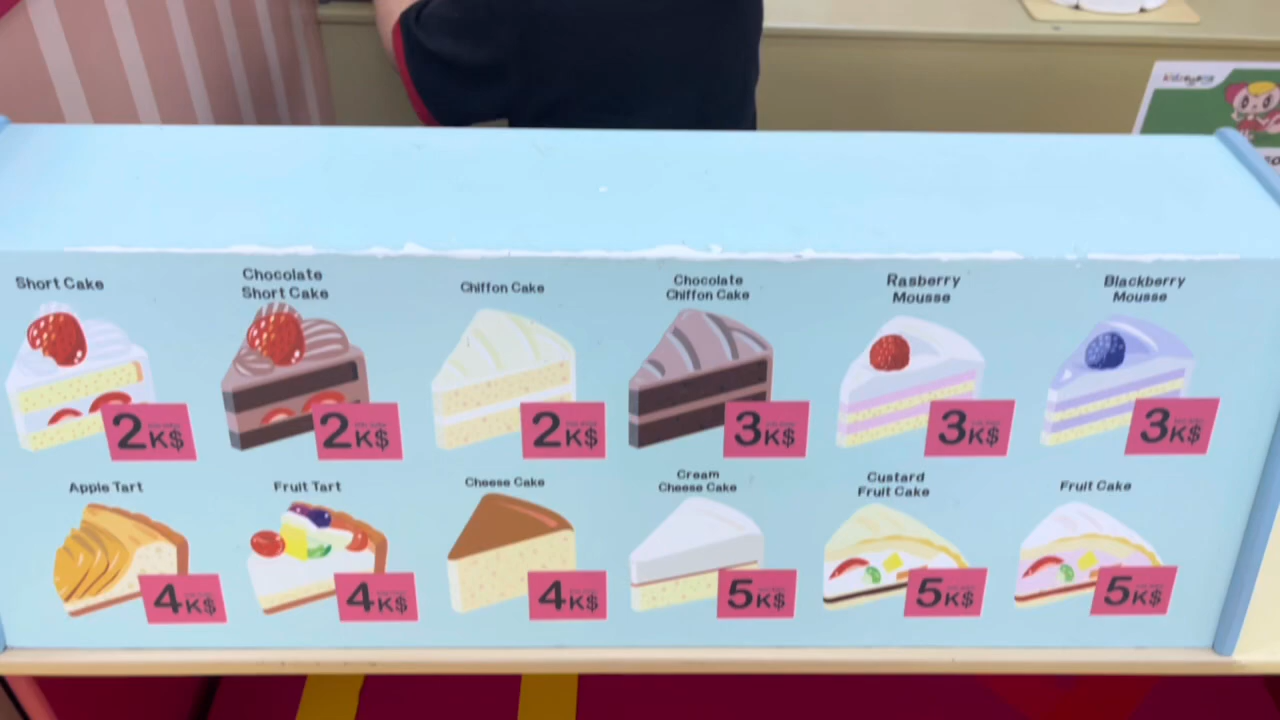 Short Cake
Chocolate
Short Cake
Chiffon Cake
Chocolate
Chiffon Cake
Rasberry
Mousse
Blackberry
Mousse
2K$
2K$
2K$
3K$
3K$
3K$
Apple Tart
Fruit Tart
Cheese Cake
Cream
Cheese Cake
Custard
Fruit Cake
Fruit Cake
4K$
4K$
4K$
5K$
5K$
5K$